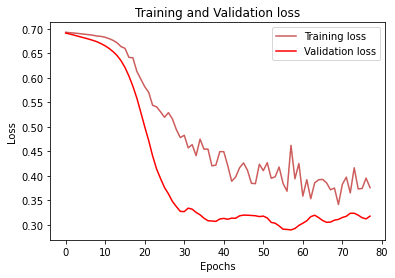 Training and Validation loss
Training loss
Validation loss
Loss
0.70
0.65
0.60
0.55
0.50
0.45
0.40
0.35
0.30
0 10 20 30 40 50 60 70 80
Epochs